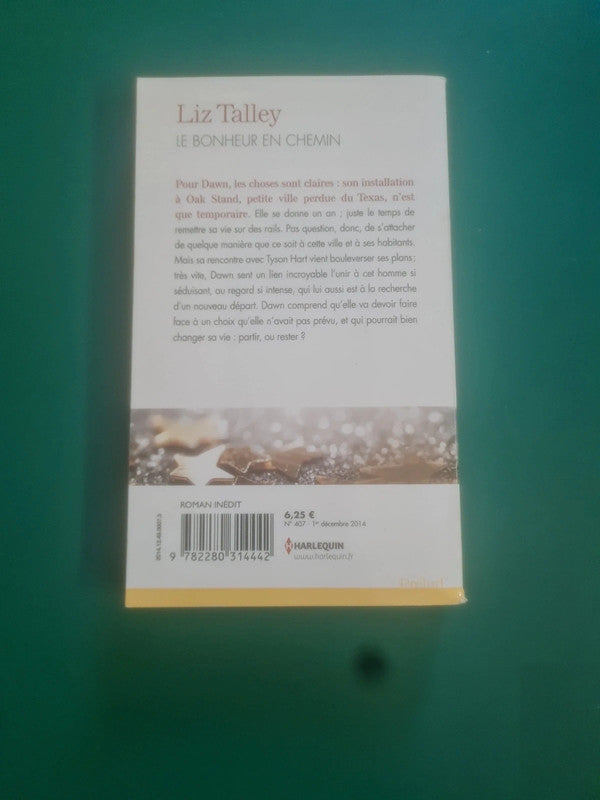 Liz Talley
LE BONHEUR EN CHEMIN
Pour Dawn, les choses sont claires : son installation
à Oak Stand, petite ville perdue du Texas, n'est
que temporaire. Elle se donne un an ; juste le temps de
remettre sa vie sur des rails. Pas question, donc, de s'attacher
de quelque manière que ce soit à cette ville et à ses habitants.
Mais sa rencontre avec Tyson Hart vient bouleverser ses plans ;
très vite, Dawn sent un lien incroyable l'unir à cet homme si
séduisant, au regard si intense, qui lui aussi est à la recherche
d'un nouveau départ. Dawn comprend qu'elle va devoir faire
face à un choix qu'elle n'avait pas prévu, et qui pourrait bien
changer sa vie : partir, ou rester ?
ROMAN INÉDIT
6,25 €
N° 407 - 1er décembre 2014
HARLEQUIN
www.harlequin.fr
9 782280 314442
Prélud'